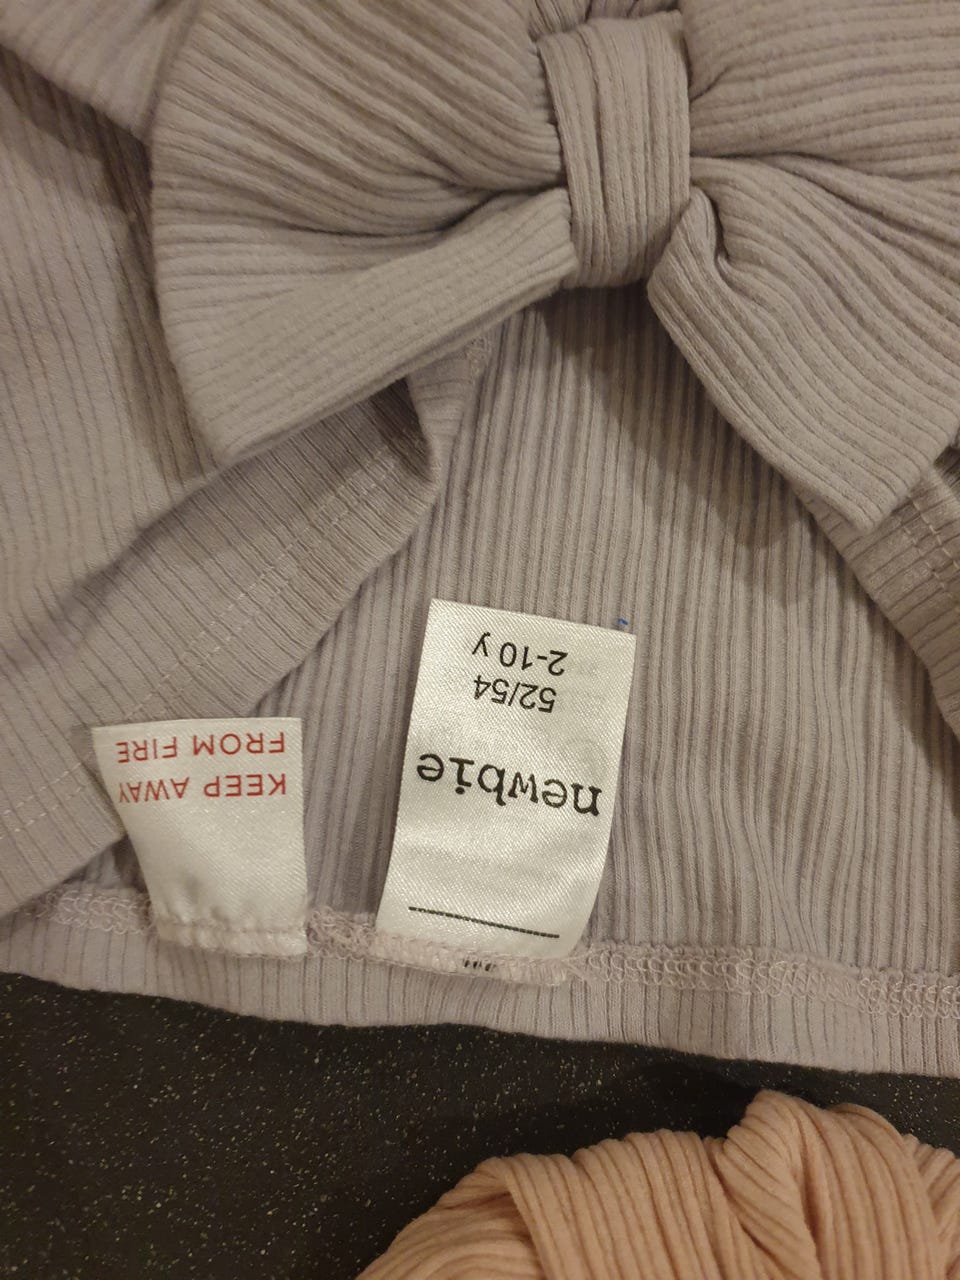 newbie
52/54
2-10 y
KEEP AWAY
FROM FIRE